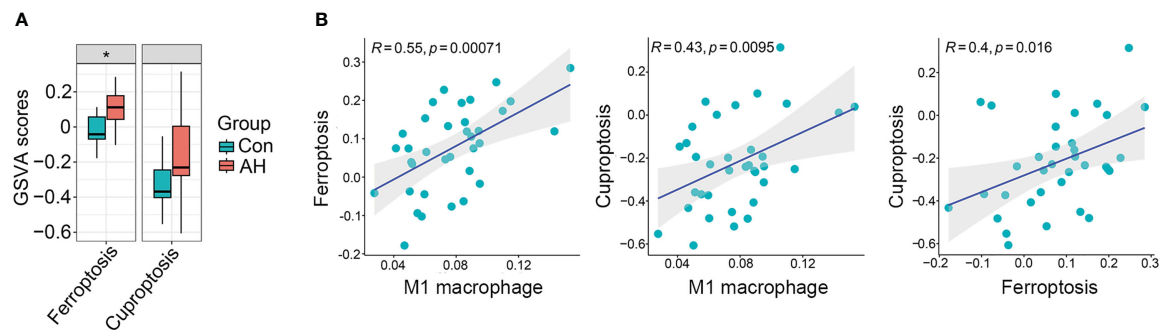 A
*
GSVA scores
0.2
0
−0.2
−0.4
−0.6
Ferroptosis
Cuproptosis
Group
Con
AH
B
R=0.55, p=0.00071
Ferroptosis
0.3
0.2
0.1
0.0
-0.1
-0.2
0.04 0.08 0.12
M1 macrophage
R=0.43, p=0.0095
Cuproptosis
0.2
0.0
−0.2
−0.4
−0.6
0.04 0.08 0.12
M1 macrophage
R=0.4, p=0.016
Cuproptosis
0.2
0.0
−0.2
−0.4
−0.6
−0.2 −0.1 0.0 0.1 0.2 0.3
Ferroptosis